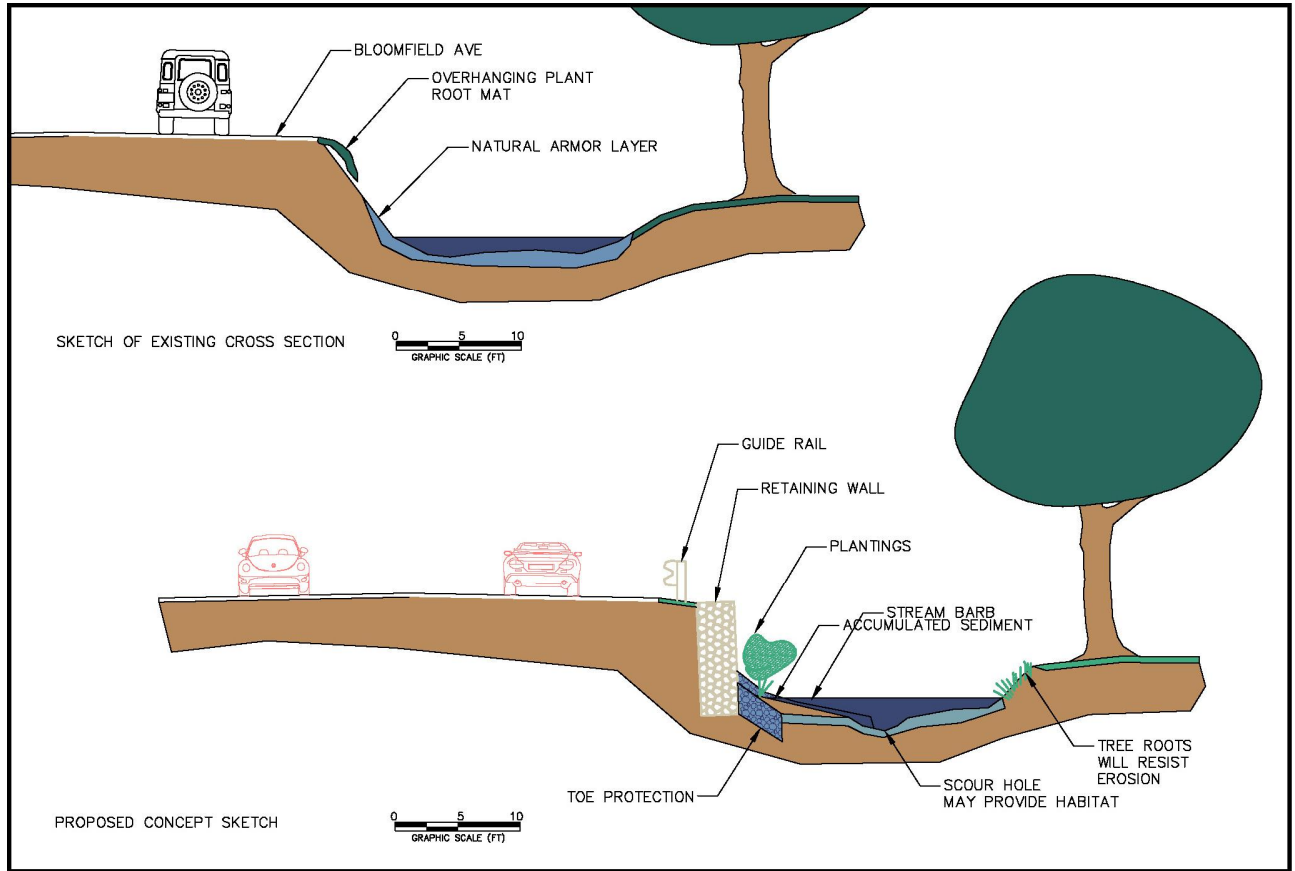 BLOOMFIELD AVE
OVERHANGING PLANT
ROOT MAT
NATURAL ARMOR LAYER
SKETCH OF EXISTING CROSS SECTION
0 5 10
GRAPHIC SCALE (FT)
GUIDE RAIL
RETAINING WALL
PLANTINGS
STREAM BARB
ACCUMULATED SEDIMENT
TREE ROOTS
WILL RESIST
EROSION
SCOUR HOLE
MAY PROVIDE HABITAT
TOE PROTECTION
PROPOSED CONCEPT SKETCH
0 5 10
GRAPHIC SCALE (FT)